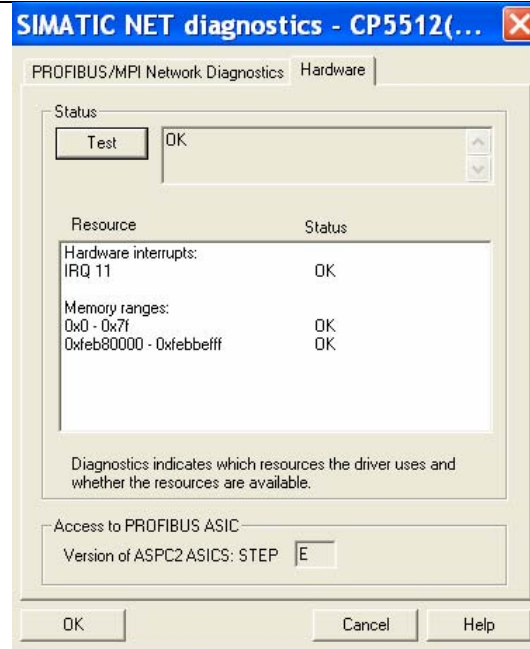 SIMATIC NET diagnostics - CP5512(...
PROFIBUS/MPI Network Diagnostics Hardware
Status
Test OK
Resource Status
Hardware interrupts:
IRQ 11 OK
Memory ranges:
0x0 - 0x7f OK
0xfeb80000 - 0xfebbefff OK
Diagnostics indicates which resources the driver uses and
whether the resources are available.
Access to PROFIBUS ASIC
Version of ASPC2 ASICS: STEP E
OK Cancel Help